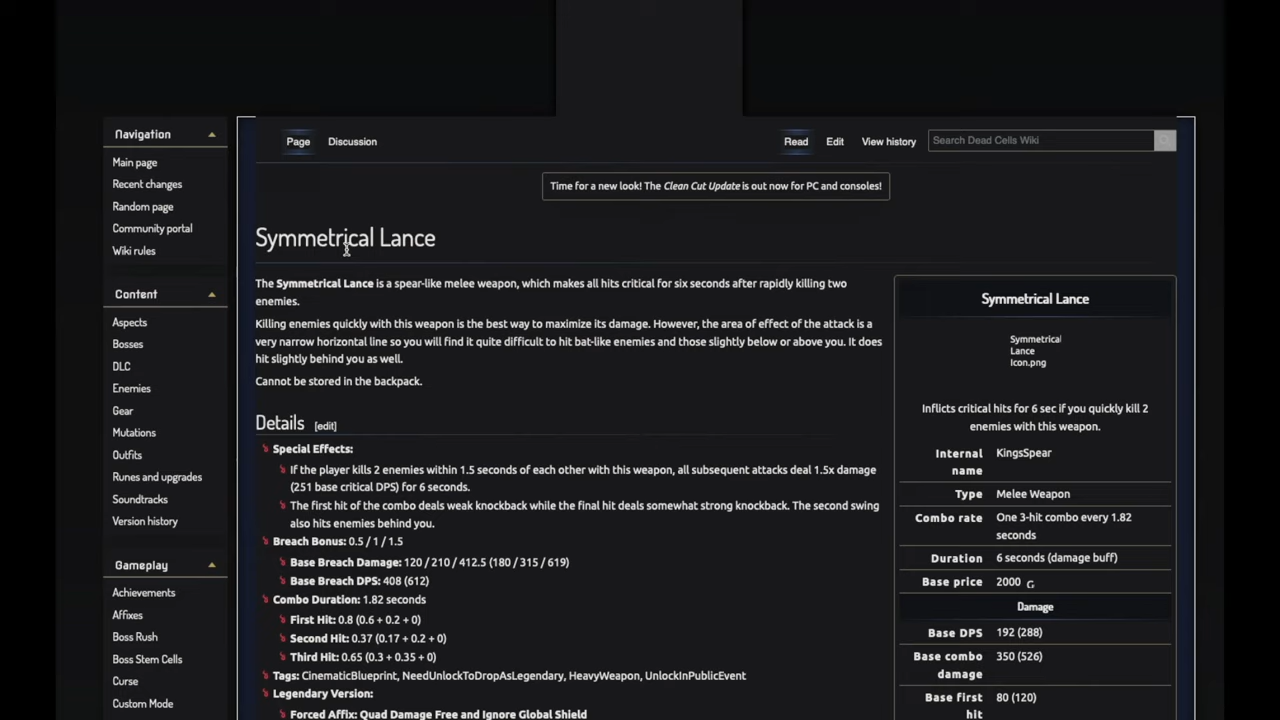 Navigation
Main page
Recent changes
Random page
Community portal
Wiki rules
Content
Aspects
Bosses
DLC
Enemies
Gear
Mutations
Outfits
Runes and upgrades
Soundtracks
Version history
Gameplay
Achievements
Affixes
Boss Rush
Boss Stem Cells
Curse
Custom Mode
Page Discussion Read Edit View history Search Dead Cells Wiki
Time for a new look! The Clean Cut Update is out now for PC and consoles!
Symmetrical Lance
The Symmetrical Lance is a spear-like melee weapon, which makes all hits critical for six seconds after rapidly killing two
enemies.
Killing enemies quickly with this weapon is the best way to maximize its damage. However, the area of effect of the attack is a
very narrow horizontal line so you will find it quite difficult to hit bat-like enemies and those slightly below or above you. It does
hit slightly behind you as well.
Cannot be stored in the backpack.
Details [edit]
Special Effects:
If the player kills 2 enemies within 1.5 seconds of each other with this weapon, all subsequent attacks deal 1.5x damage
(251 base critical DPS) for 6 seconds.
The first hit of the combo deals weak knockback while the final hit deals somewhat strong knockback. The second swing
also hits enemies behind you.
Breach Bonus: 0.5 / 1 / 1.5
Base Breach Damage: 120 / 210 / 412.5 (180 / 315 / 619)
Base Breach DPS: 408 (612)
Combo Duration: 1.82 seconds
First Hit: 0.8 (0.6 + 0.2 + 0)
Second Hit: 0.37 (0.17 + 0.2 + 0)
Third Hit: 0.65 (0.3 + 0.35 + 0)
Tags: CinematicBlueprint, NeedUnlockToDropAsLegendary, HeavyWeapon, UnlockInPublicEvent
Legendary Version:
Forced Affix: Quad Damage Free and Ignore Global Shield
Symmetrical Lance
Symmetrical
Lance
Icon.png
Inflicts critical hits for 6 sec if you quickly kill 2
enemies with this weapon.
Internal name KingsSpear
Type Melee Weapon
Combo rate One 3-hit combo every 1.82
seconds
Duration 6 seconds (damage buff)
Base price 2000 G
Damage
Base DPS 192 (288)
Base combo damage 350 (526)
Base first hit 80 (120)